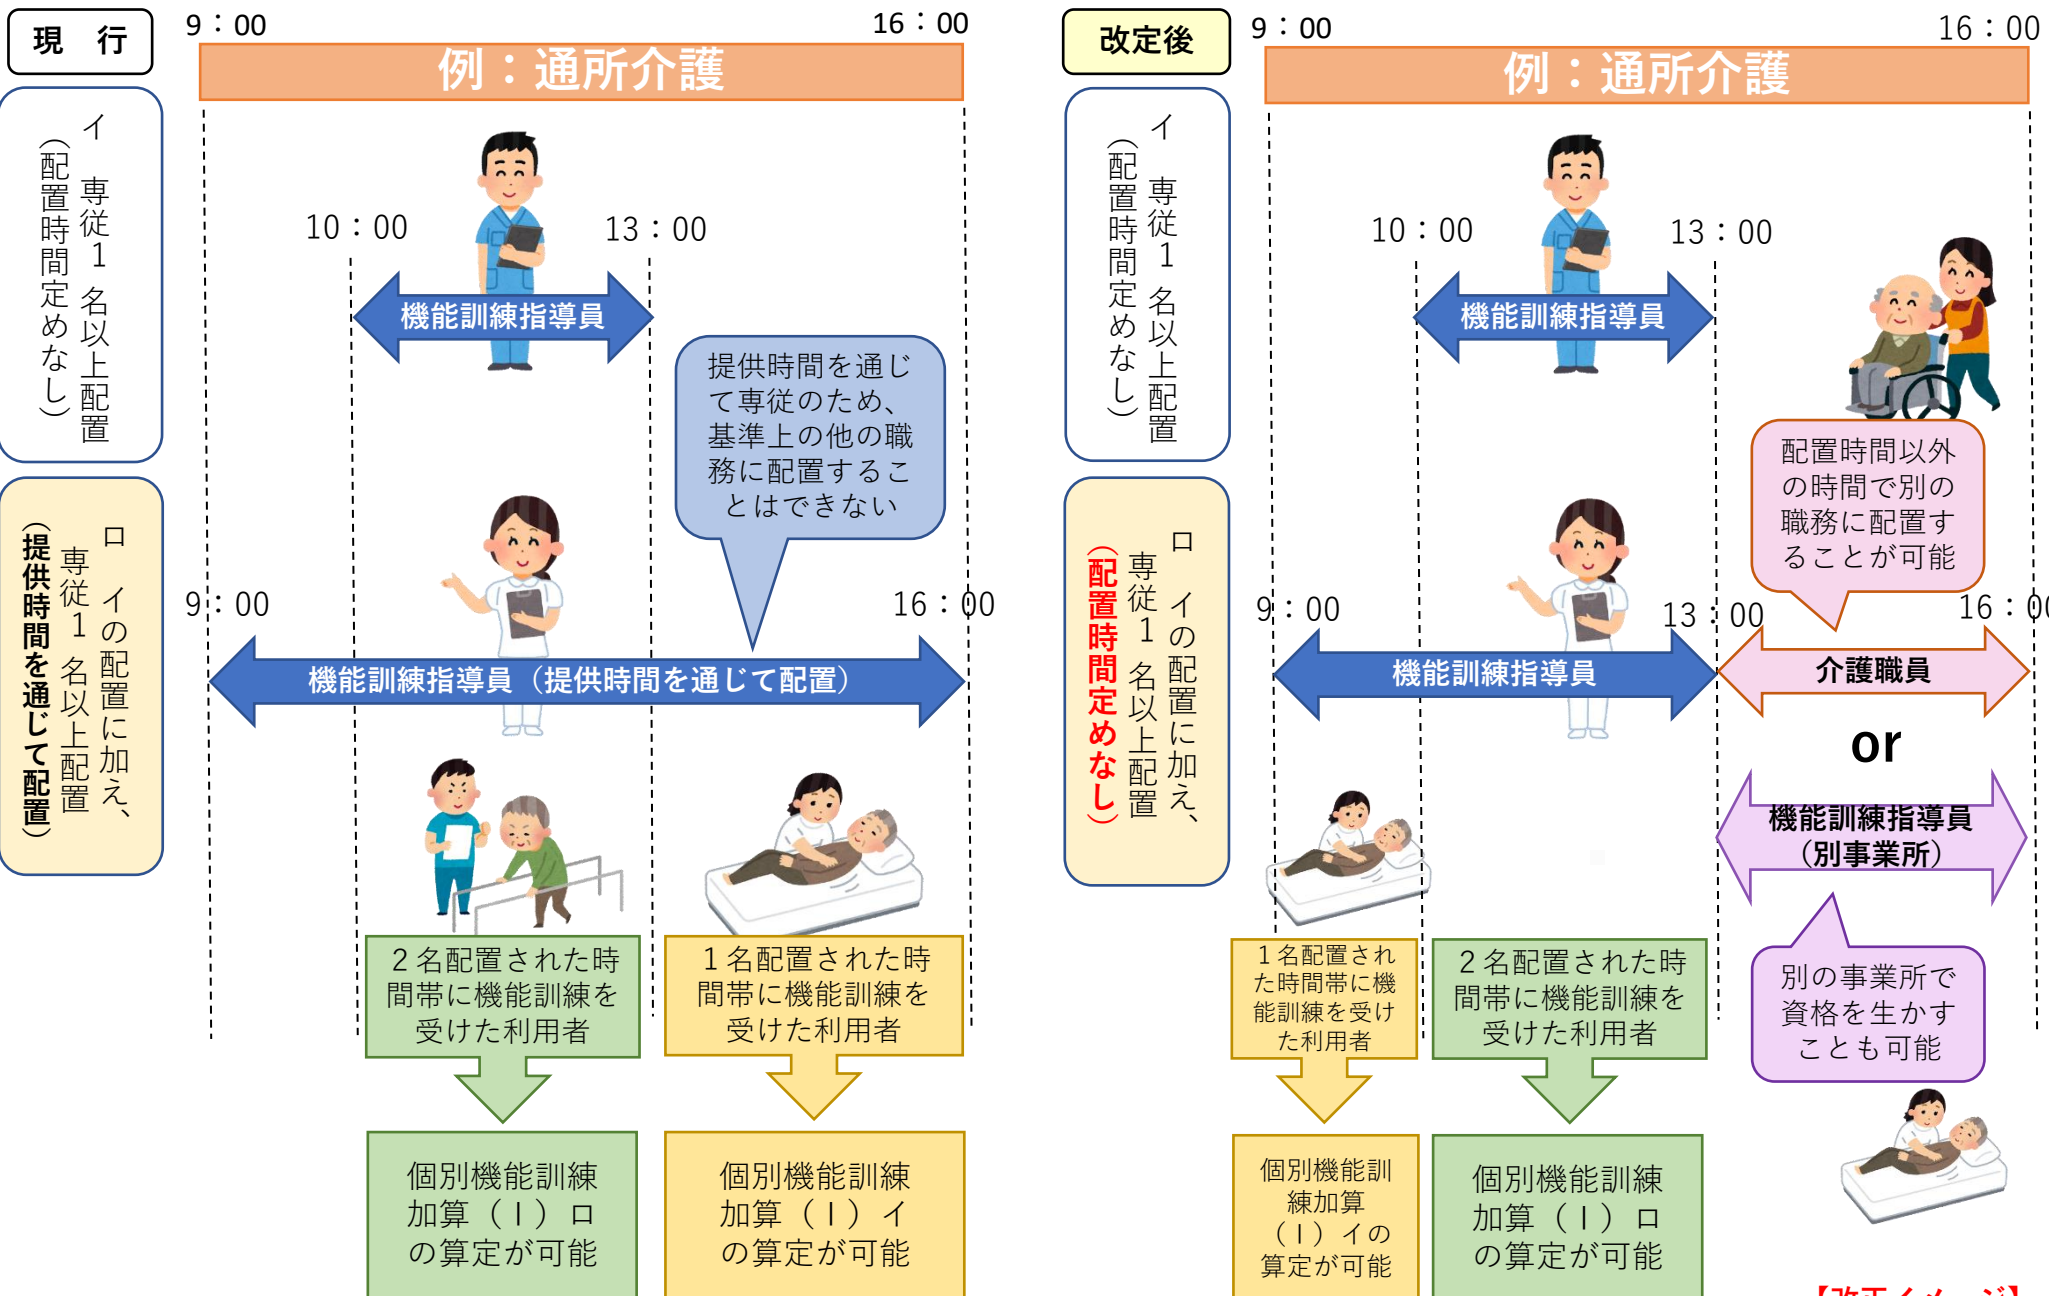 現　行
9：00
16：00
例：通所介護
イ　専従１名以上配置
（配置時間定めなし）
10：00
13：00
機能訓練指導員
提供時間を通じ
て専従のため、
基準上の他の職
務に配置するこ
とはできない
ロ　イの配置に加え、
専従１名以上配置
（提供時間を通じて配置）
9：00
16：00
機能訓練指導員（提供時間を通じて配置）
２名配置された時
間帯に機能訓練を
受けた利用者
１名配置された時
間帯に機能訓練を
受けた利用者
個別機能訓練
加算（Ⅰ）ロ
の算定が可能
個別機能訓練
加算（Ⅰ）イ
の算定が可能
改定後
9：00
16：00
例：通所介護
イ　専従１名以上配置
（配置時間定めなし）
10：00
13：00
機能訓練指導員
配置時間以外
の時間で別の
職務に配置す
ることが可能
ロ　イの配置に加え、
専従１名以上配置
（配置時間定めなし）
9：00
13：00
16：00
機能訓練指導員
介護職員
or
機能訓練指導員
（別事業所）
別の事業所で
資格を生かす
ことも可能
１名配置され
た時間帯に機
能訓練を受け
た利用者
２名配置された時
間帯に機能訓練を
受けた利用者
個別機能訓
練加算
（Ⅰ）イの
算定が可能
個別機能訓練
加算（Ⅰ）ロ
の算定が可能
【改正イメージ】